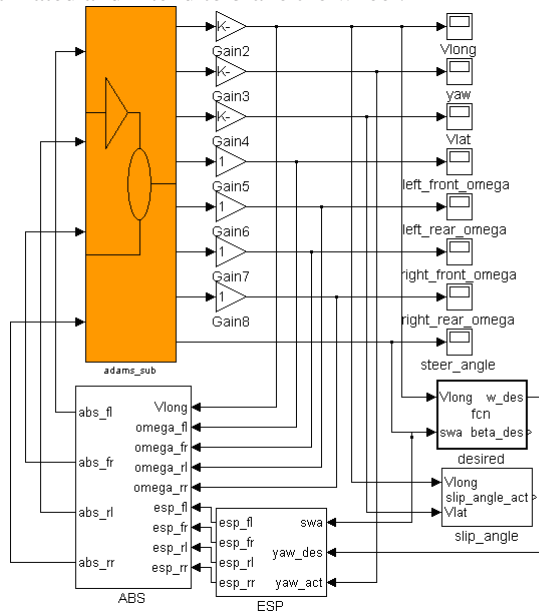 K-
Gain2
Vlong
K-
Gain3
yaw
K-
Gain4
Vlat
1
Gain5
left_front_omega
1
Gain6
left_rear_omega
1
Gain7
right_front_omega
1
Gain8
right_rear_omega
adams_sub
steer_angle
Vlong w_des
fcn
swa beta_des
desired
Vlong
slip_angle_act
Vlat
slip_angle
abs_fl
abs_fr
abs_rl
abs_rr
Vlong
omega_fl
omega_fr
omega_rl
omega_rr
esp_fl
esp_fr
esp_rl
esp_rr
ABS
esp_fl
esp_fr
esp_rl
esp_rr
swa
yaw_des
yaw_act
ESP